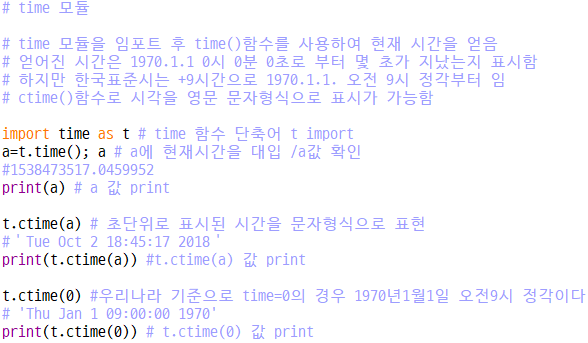 # time 모듈
# time 모듈을 임포트 후 time()함수를 사용하여 현재 시간을 얻음
# 얻어진 시간은 1970.1.1 0시 0분 0초로 부터 몇 초가 지났는지 표시함
# 하지만 한국표준시는 +9시간으로 1970.1.1. 오전 9시 정각부터 임
# ctime()함수로 시각을 영문 문자형식으로 표시가 가능함
import time as t # time 함수 단축어 t import
a=t.time(); a # a에 현재시간을 대입 /a값 확인
#1538473517.0459952
print(a) # a 값 print
t.ctime(a) # 초단위로 표시된 시간을 문자형식으로 표현
#'Tue Oct 2 18:45:17 2018'
print(t.ctime(a)) #t.ctime(a) 값 print
t.ctime(0) #우리나라 기준으로 time=0의 경우 1970년1월1일 오전9시 정각이다
# 'Thu Jan 1 09:00:00 1970'
print(t.ctime(0)) # t.ctime(0) 값 print